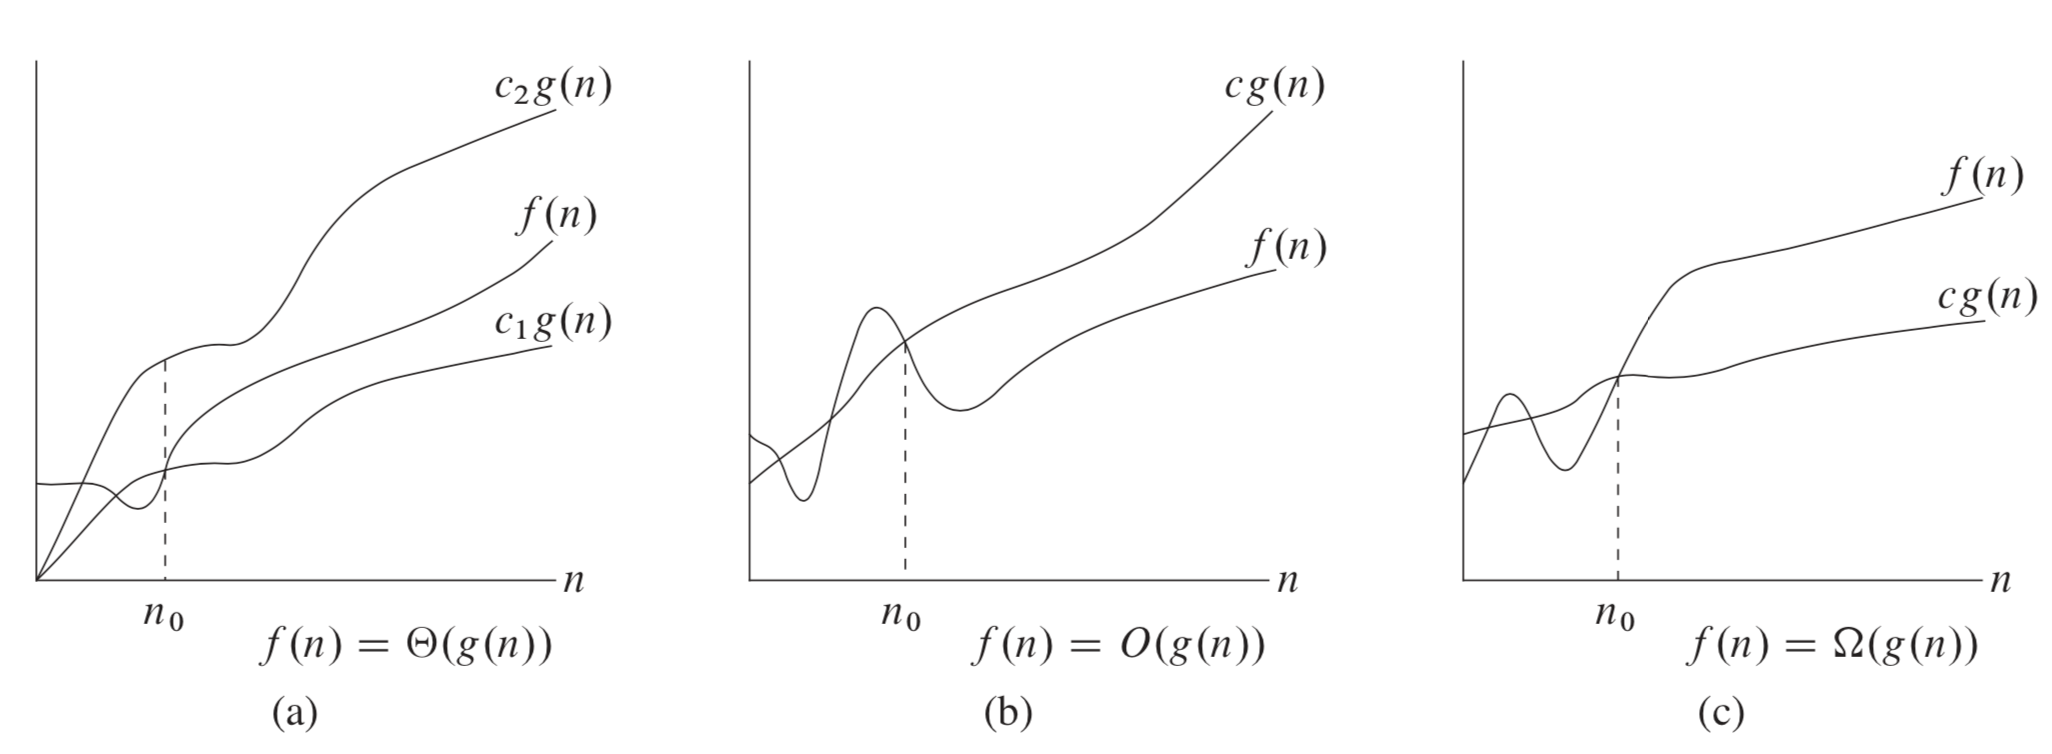 c₂g(n)
f(n)
c₁g(n)
n
n₀
f(n) = Θ(g(n))
(a)
cg(n)
f(n)
n
n₀
f(n) = O(g(n))
(b)
f(n)
cg(n)
n
n₀
f(n) = Ω(g(n))
(c)